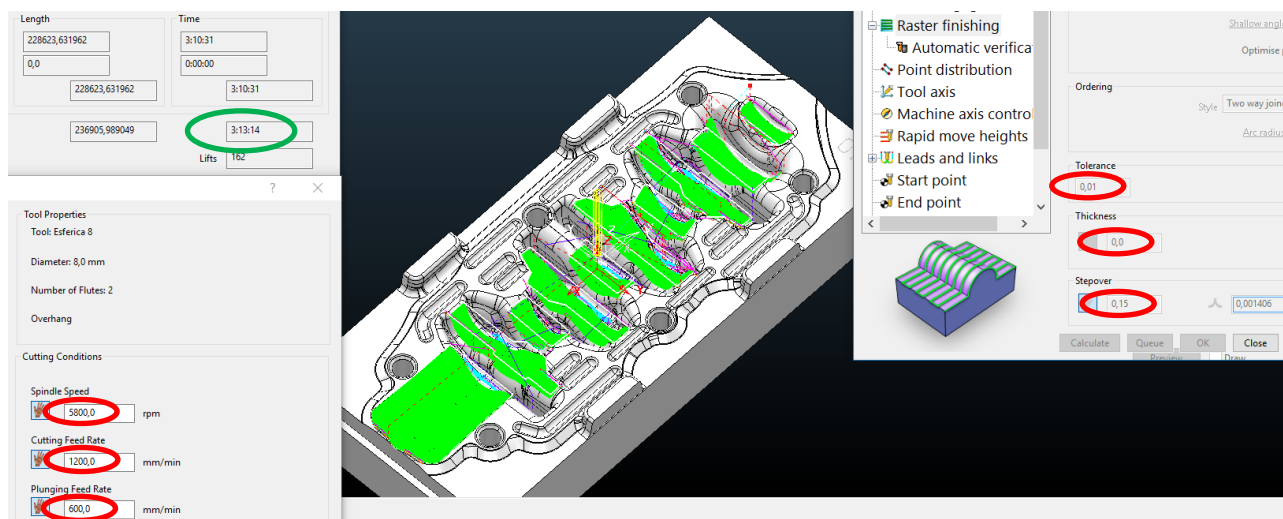 Length
Time
228623,631962
3:10:31
0,0
0:00:00
228623,631962
3:10:31
236905,989049
3:13:14
Lifts
162
?
Tool Properties
Tool: Esferica 8
Diameter: 8,0 mm
Number of Flutes: 2
Overhang
Cutting Conditions
Spindle Speed
5800,0
rpm
Cutting Feed Rate
1200,0
mm/min
Plunging Feed Rate
600,0
mm/min
Raster finishing
Automatic verifica
Point distribution
Tool axis
Machine axis control
Rapid move heights
Leads and links
Start point
End point
Shallow angl
Optimise
Ordering
Style
Two way joine
Arc radiu
Tolerance
0,01
Thickness
0,0
Stepover
0,15
0,001406
Calculate
Queue
OK
Close
Preview
Draw